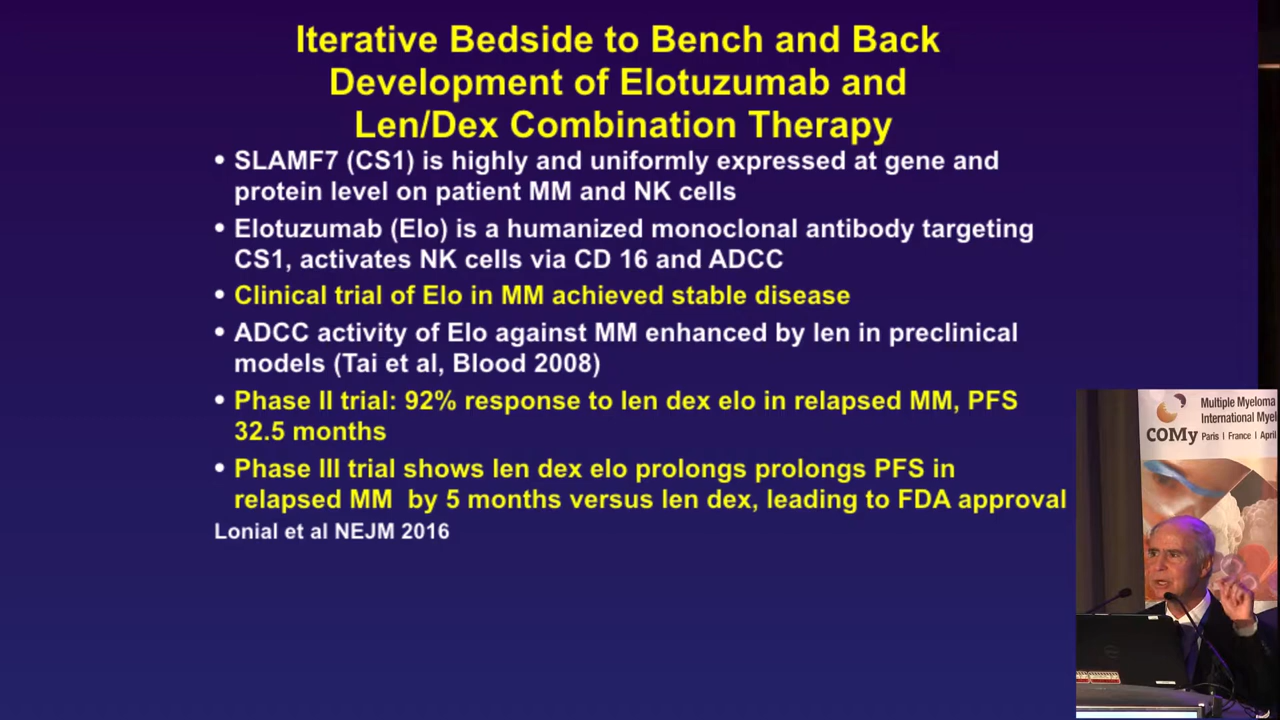 Iterative Bedside to Bench and Back
Development of Elotuzumab and
Len/Dex Combination Therapy
• SLAMF7 (CS1) is highly and uniformly expressed at gene and
protein level on patient MM and NK cells
• Elotuzumab (Elo) is a humanized monoclonal antibody targeting
CS1, activates NK cells via CD 16 and ADCC
• Clinical trial of Elo in MM achieved stable disease
• ADCC activity of Elo against MM enhanced by len in preclinical
models (Tai et al, Blood 2008)
• Phase II trial: 92% response to len dex elo in relapsed MM, PFS
32.5 months
• Phase III trial shows len dex elo prolongs prolongs PFS in
relapsed MM by 5 months versus len dex, leading to FDA approval
Lonial et al NEJM 2016
Multiple Myeloma
International Myel
COMy Paris | France | April